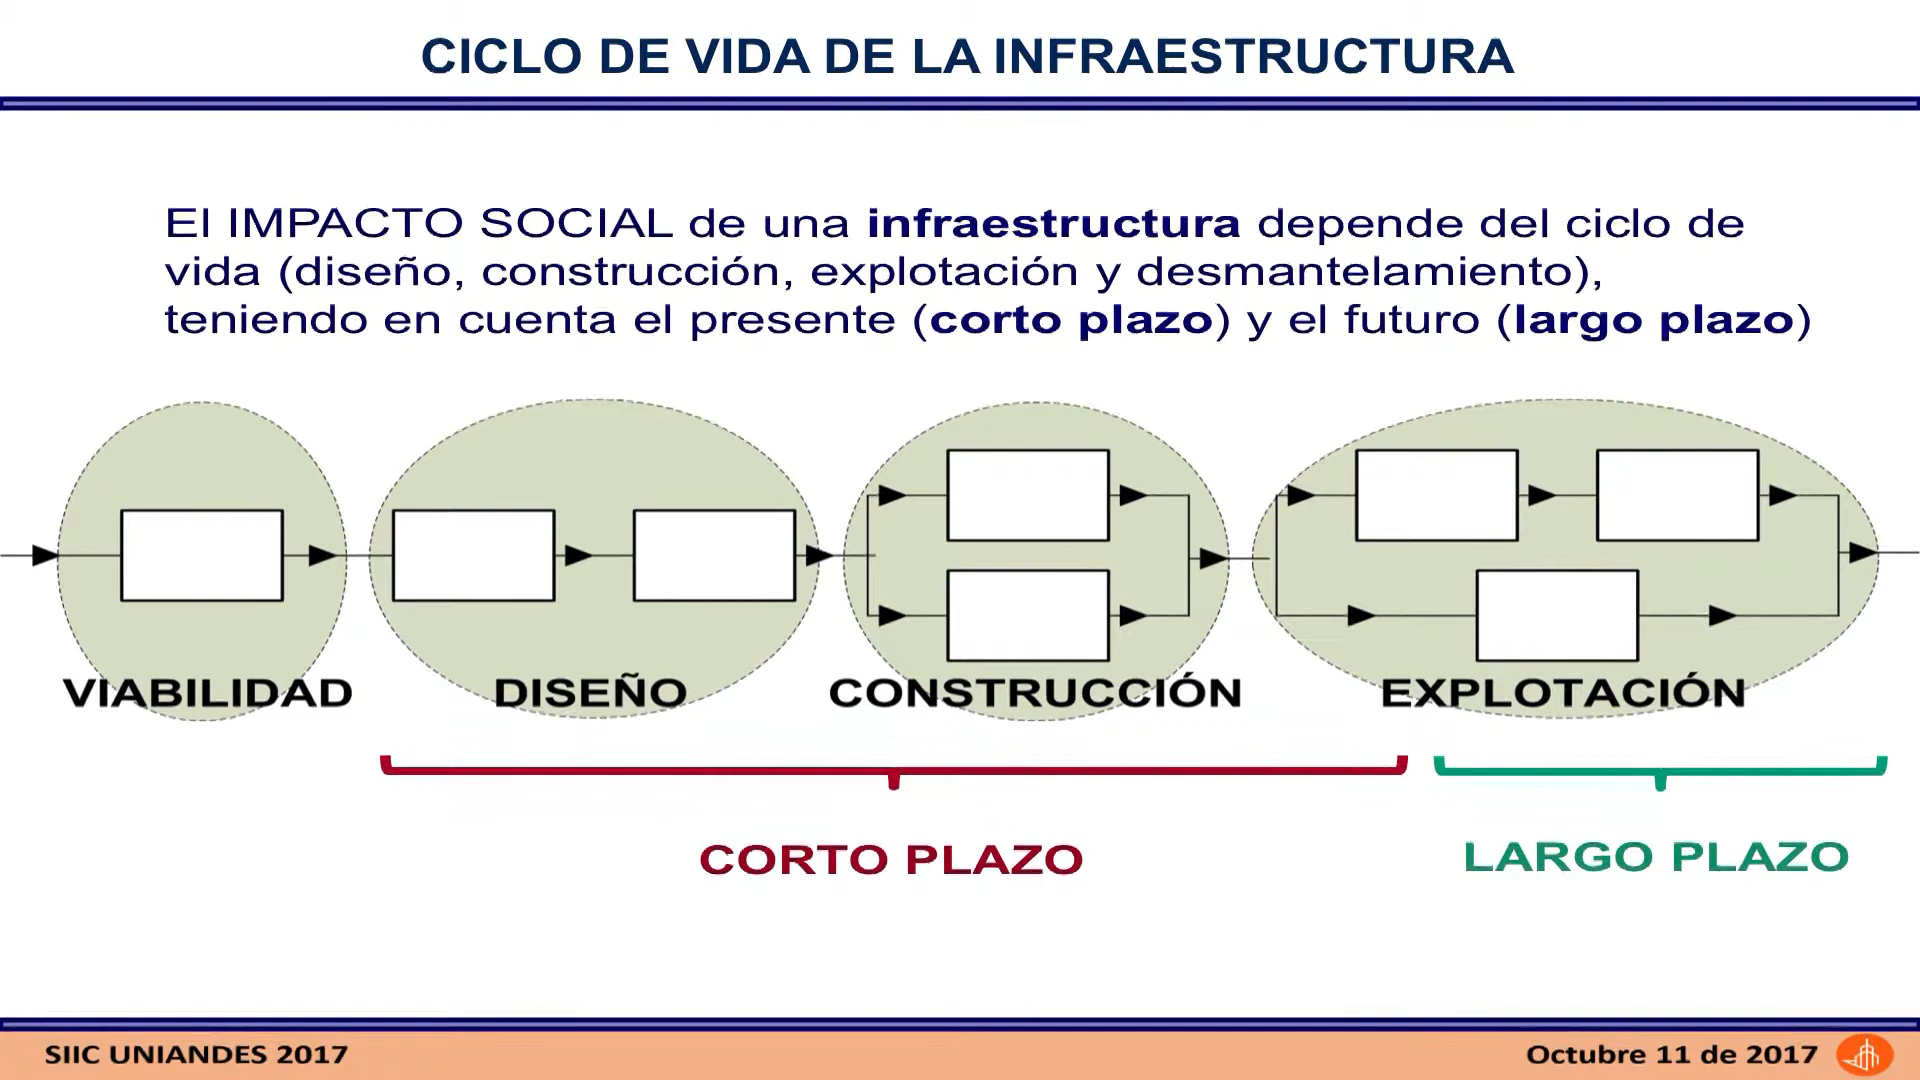 CICLO DE VIDA DE LA INFRAESTRUCTURA
El IMPACTO SOCIAL de una infraestructura depende del ciclo de
vida (diseño, construcción, explotación y desmantelamiento),
teniendo en cuenta el presente (corto plazo) y el futuro (largo plazo)
VIABILIDAD
DISEÑO
CONSTRUCCIÓN
EXPLOTACIÓN
CORTO PLAZO
LARGO PLAZO
SIIC UNIANDES 2017
Octubre 11 de 2017